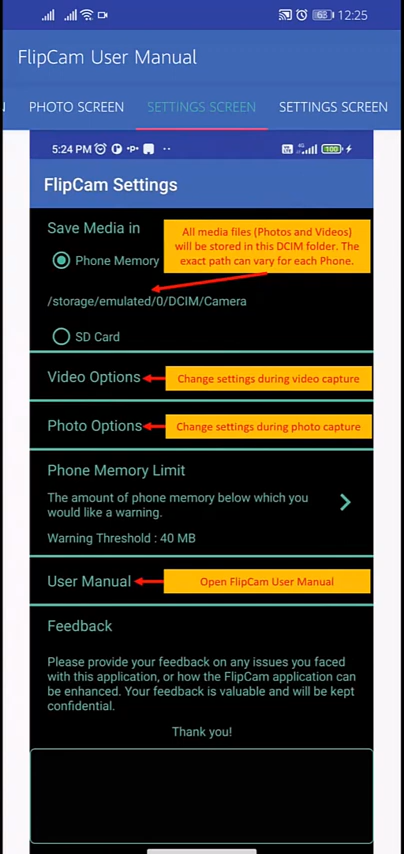 63 12:25
FlipCam User Manual
PHOTO SCREEN SETTINGS SCREEN SETTINGS SCREEN
5:24 PM 100
FlipCam Settings
Save Media in
All media files (Photos and Videos)
will be stored in this DCIM folder. The
exact path can vary for each Phone.
Phone Memory
/storage/emulated/0/DCIM/Camera
SD Card
Video Options
Change settings during video capture
Photo Options
Change settings during photo capture
Phone Memory Limit
The amount of phone memory below which you
would like a warning.
Warning Threshold : 40 MB
User Manual
Open FlipCam User Manual
Feedback
Please provide your feedback on any issues you faced
with this application, or how the FlipCam application can
be enhanced. Your feedback is valuable and will be kept
confidential.
Thank you!